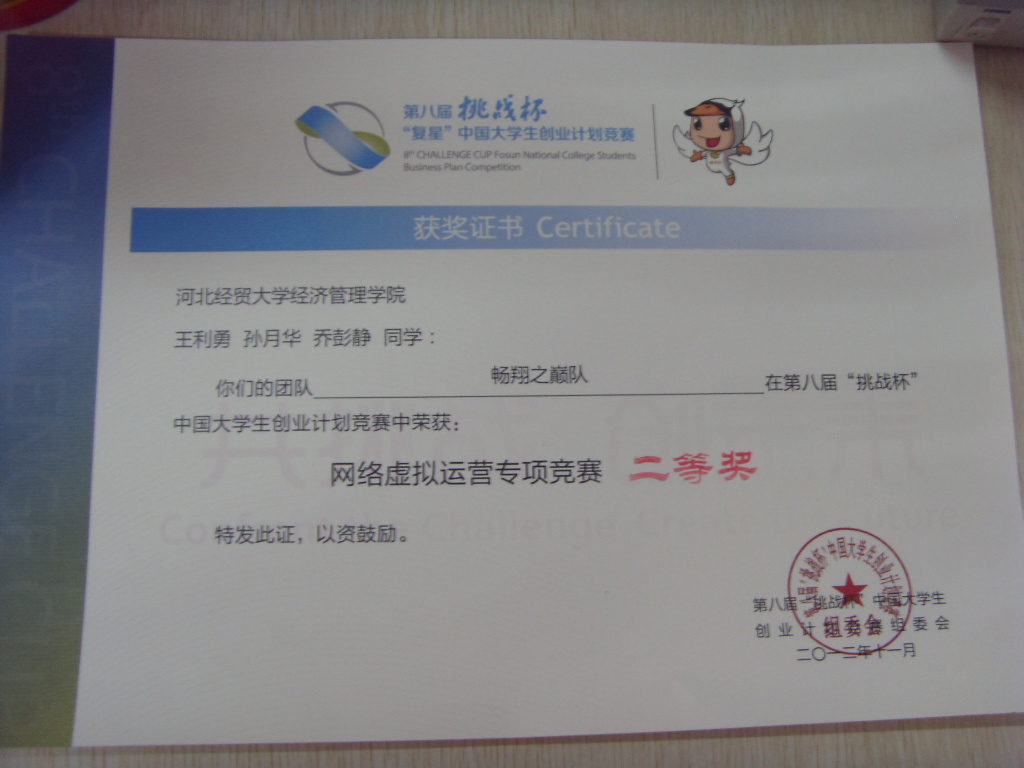 第八届 挑战杯
“复星”中国大学生创业计划竞赛
8th CHALLENGE CUP Fosun National College Students
Business Plan Competition
获奖证书 Certificate
河北经贸大学经济管理学院
王利勇 孙月华 乔彭静 同学：
你们的团队 畅翔之巅队 在第八届“挑战杯”
中国大学生创业计划竞赛中荣获：
网络虚拟运营专项竞赛 二等奖
特发此证，以资鼓励。
第八届“挑战杯”中国大学生
创业计划竞赛组委会
二〇一二年十一月
组委会